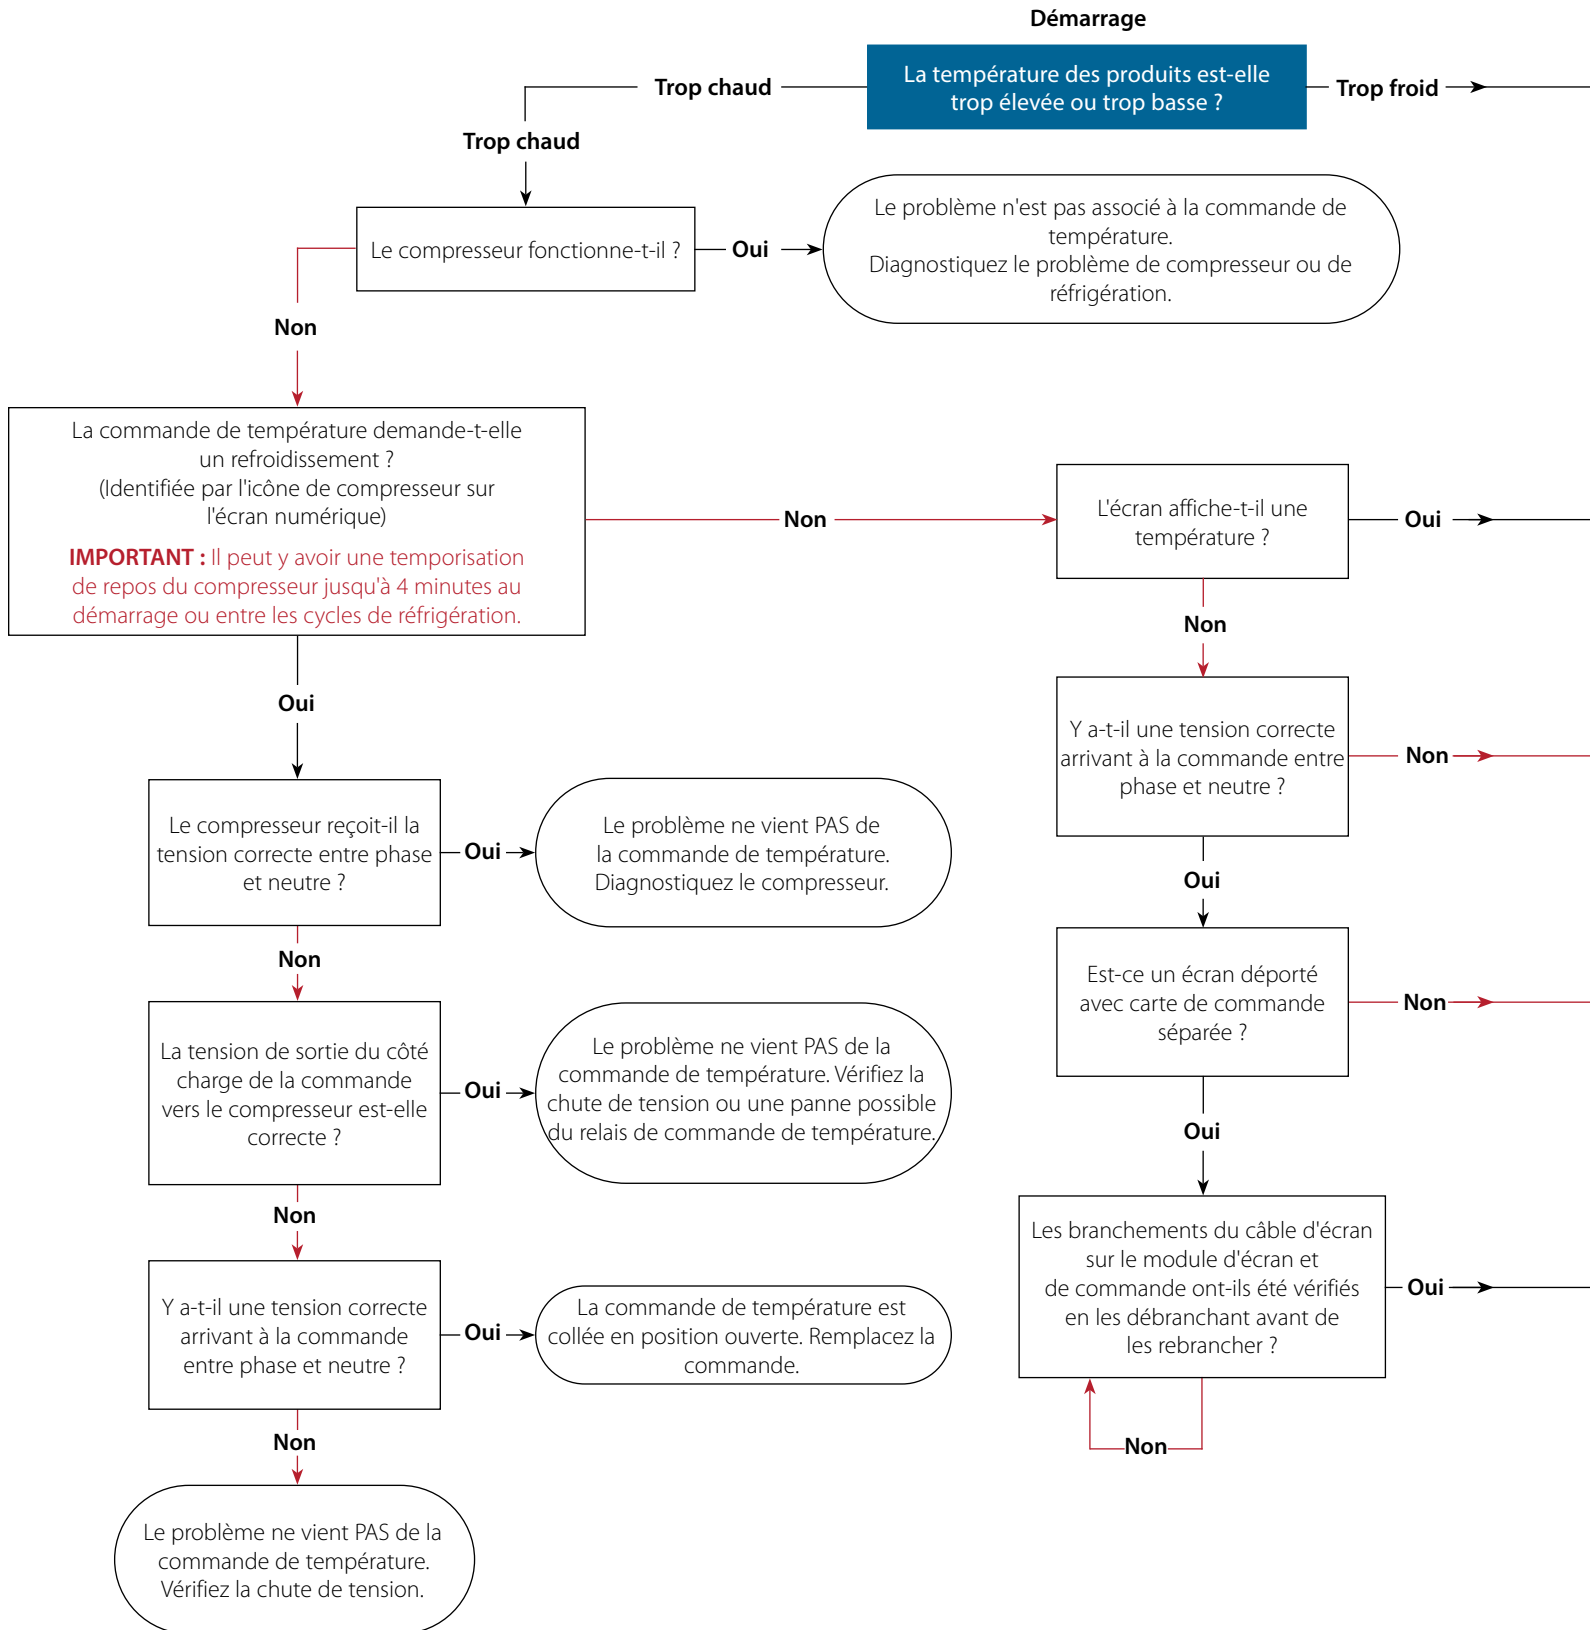 Démarrage
La température des produits est-elle
trop élevée ou trop basse ?
Trop chaud
Trop froid
Trop chaud
Le compresseur fonctionne-t-il ?
Oui
Le problème n'est pas associé à la commande de
température.
Diagnostiquez le problème de compresseur ou de
réfrigération.
Non
La commande de température demande-t-elle
un refroidissement ?
(Identifiée par l'icône de compresseur sur
l'écran numérique)
IMPORTANT : Il peut y avoir une temporisation
de repos du compresseur jusqu'à 4 minutes au
démarrage ou entre les cycles de réfrigération.
Non
L'écran affiche-t-il une
température ?
Oui
Non
Oui
Y a-t-il une tension correcte
arrivant à la commande entre
phase et neutre ?
Non
Le compresseur reçoit-il la
tension correcte entre phase
et neutre ?
Oui
Le problème ne vient PAS de
la commande de température.
Diagnostiquez le compresseur.
Oui
Non
Est-ce un écran déporté
avec carte de commande
séparée ?
Non
La tension de sortie du côté
charge de la commande
vers le compresseur est-elle
correcte ?
Oui
Le problème ne vient PAS de la
commande de température. Vérifiez la
chute de tension ou une panne possible
du relais de commande de température.
Oui
Non
Les branchements du câble d'écran
sur le module d'écran et
de commande ont-ils été vérifiés
en les débranchant avant de
les rebrancher ?
Oui
Y a-t-il une tension correcte
arrivant à la commande
entre phase et neutre ?
Oui
La commande de température est
collée en position ouverte. Remplacez la
commande.
Non
Non
Le problème ne vient PAS de la
commande de température.
Vérifiez la chute de tension.